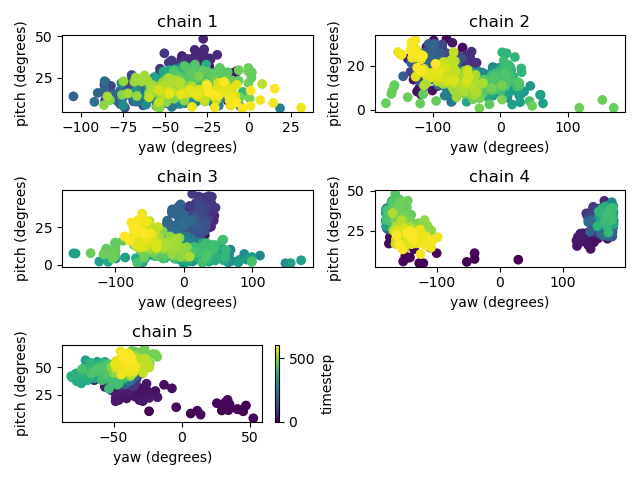 chain 1
pitch (degrees)
50
25
−100 −75 −50 −25 0 25
yaw (degrees)
chain 2
pitch (degrees)
20
0
−100 0 100
yaw (degrees)
chain 3
pitch (degrees)
25
0
−100 0 100
yaw (degrees)
chain 4
pitch (degrees)
50
25
−100 0 100
yaw (degrees)
chain 5
pitch (degrees)
50
25
−50 0 50
yaw (degrees)
500
0
timestep